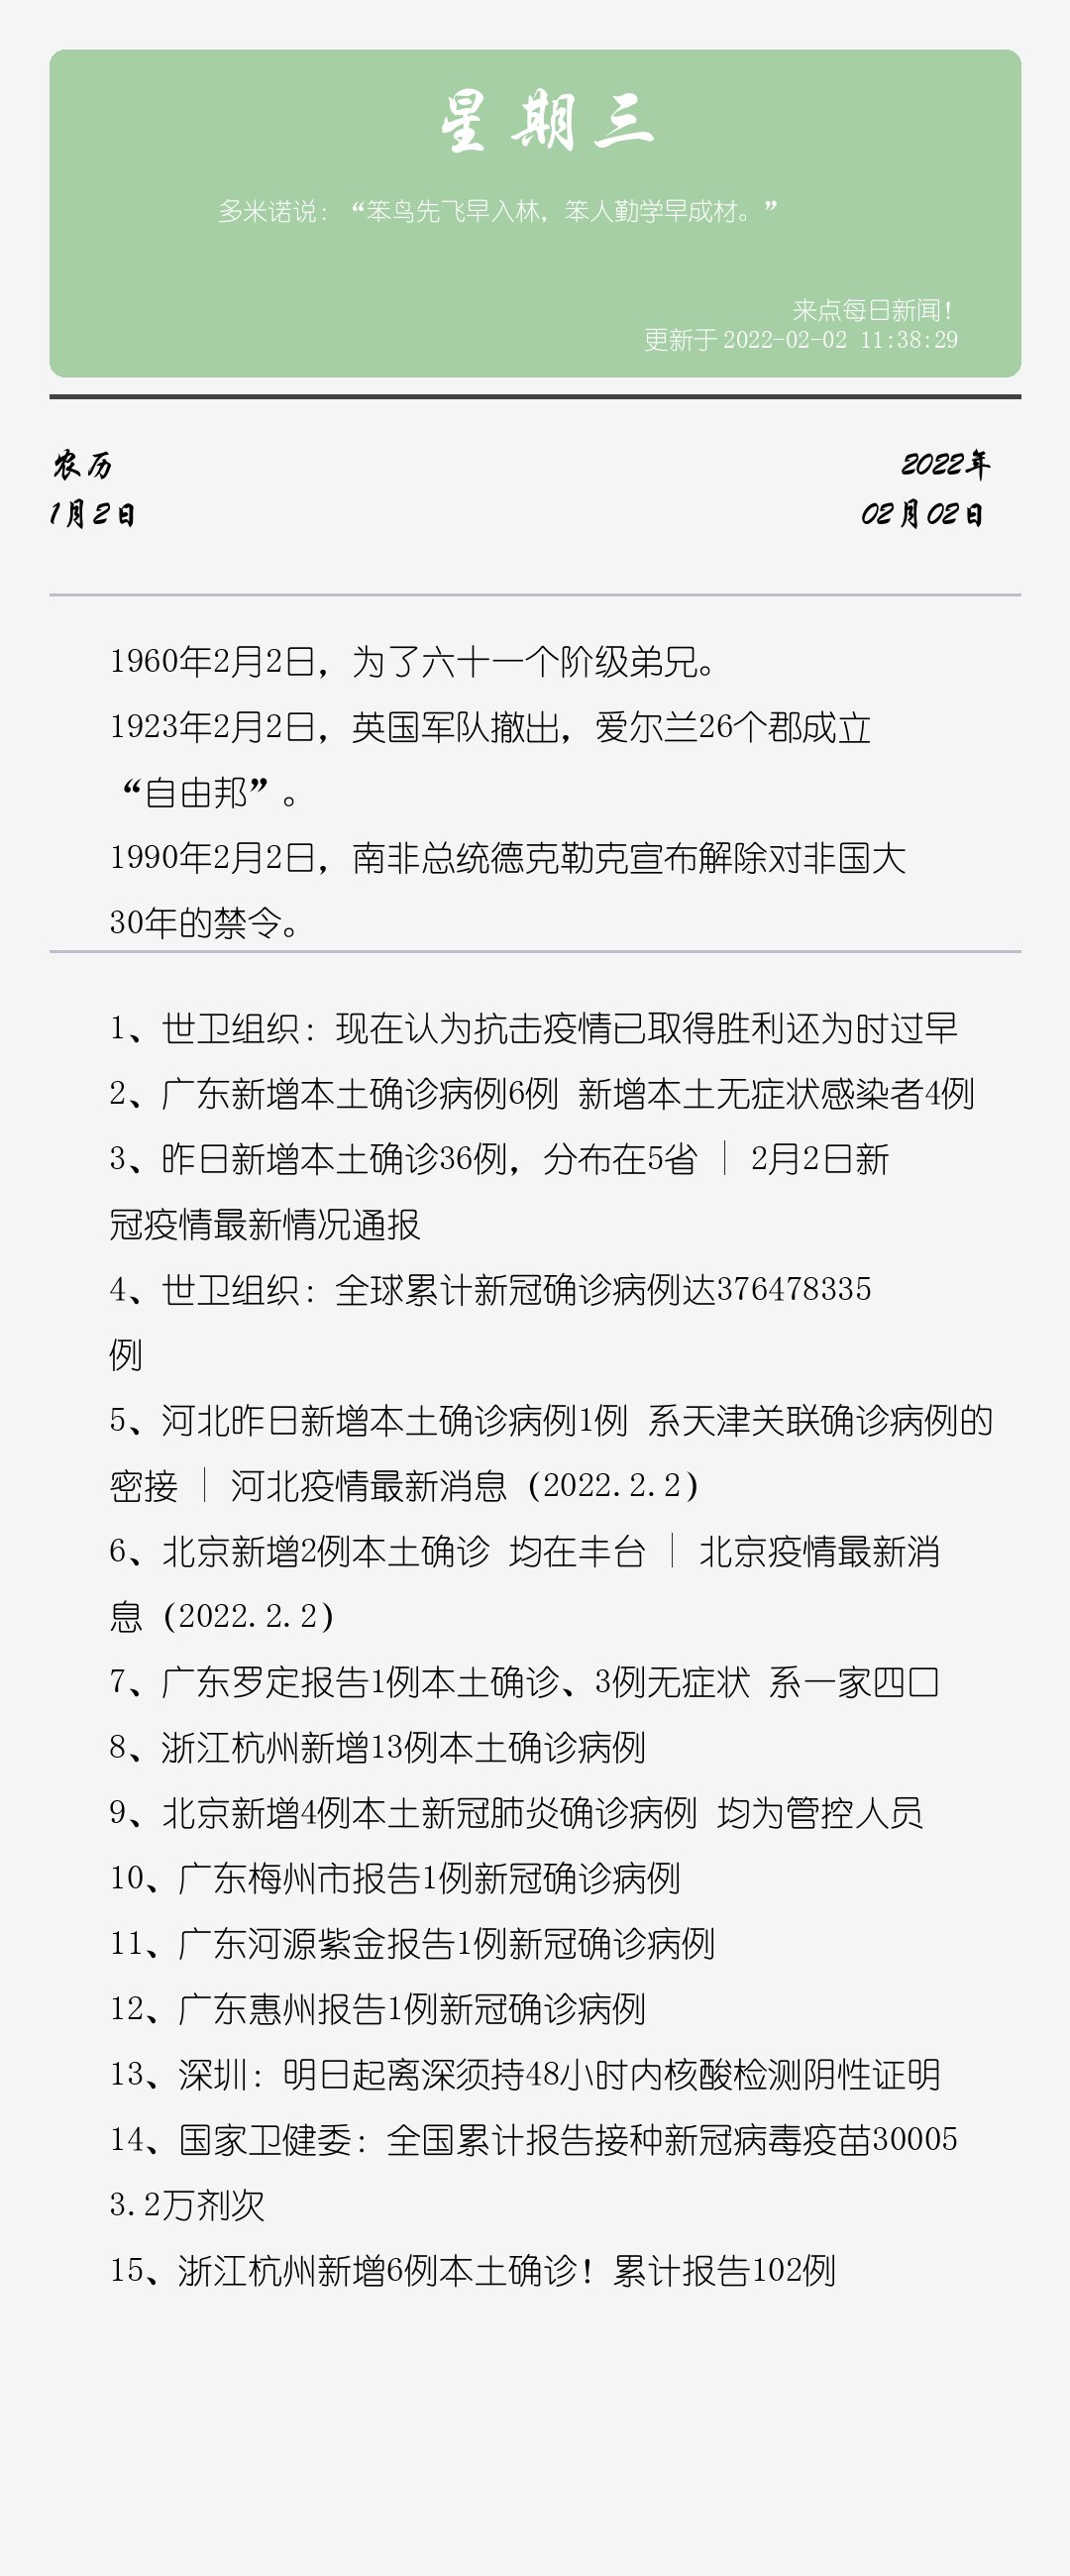 星期三
多米诺说：“笨鸟先飞早入林，笨人勤学早成材。”
来点每日新闻！
更新于 2022-02-02 11:38:29
农历
2022年
1月2日
02月02日
1960年2月2日，为了六十一个阶级弟兄。
1923年2月2日，英国军队撤出，爱尔兰26个郡成立
“自由邦”。
1990年2月2日，南非总统德克勒克宣布解除对非国大
30年的禁令。
1、世卫组织：现在认为抗击疫情已取得胜利还为时过早
2、广东新增本土确诊病例6例 新增本土无症状感染者4例
3、昨日新增本土确诊36例，分布在5省 | 2月2日新
冠疫情最新情况通报
4、世卫组织：全球累计新冠确诊病例达376478335
例
5、河北昨日新增本土确诊病例1例 系天津关联确诊病例的
密接 | 河北疫情最新消息（2022.2.2）
6、北京新增2例本土确诊 均在丰台 | 北京疫情最新消
息（2022.2.2）
7、广东罗定报告1例本土确诊、3例无症状 系一家四口
8、浙江杭州新增13例本土确诊病例
9、北京新增4例本土新冠肺炎确诊病例 均为管控人员
10、广东梅州市报告1例新冠确诊病例
11、广东河源紫金报告1例新冠确诊病例
12、广东惠州报告1例新冠确诊病例
13、深圳：明日起离深须持48小时内核酸检测阴性证明
14、国家卫健委：全国累计报告接种新冠病毒疫苗30005
3.2万剂次
15、浙江杭州新增6例本土确诊！累计报告102例